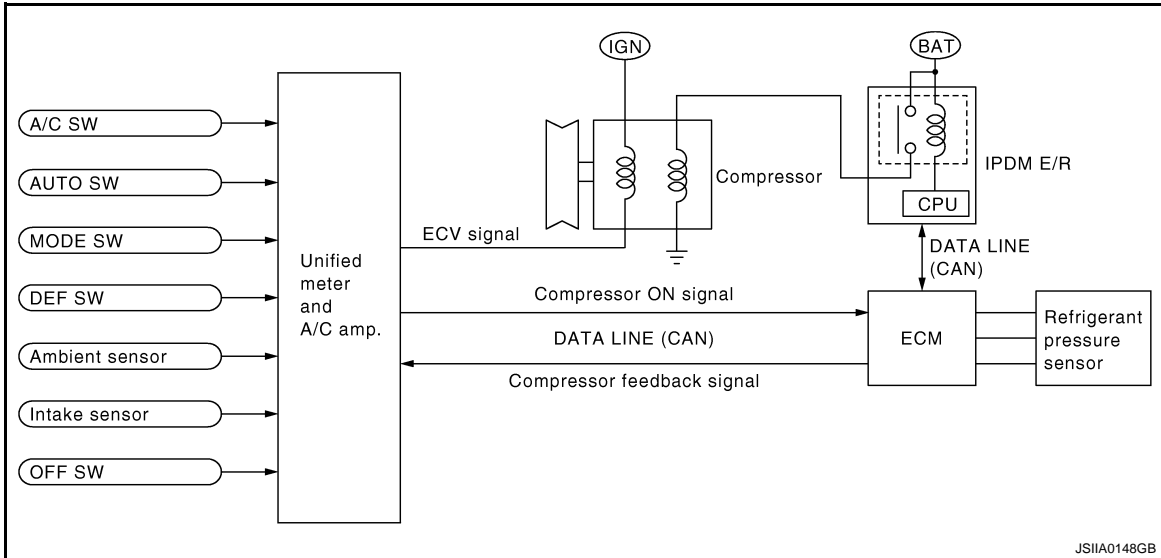 IGN
BAT
A/C SW
AUTO SW
MODE SW
DEF SW
Ambient sensor
Intake sensor
OFF SW
Unified
meter
and
A/C amp.
ECV signal
Compressor
IPDM E/R
CPU
DATA LINE
(CAN)
Compressor ON signal
DATA LINE (CAN)
Compressor feedback signal
ECM
Refrigerant
pressure
sensor
JSIIA0148GB